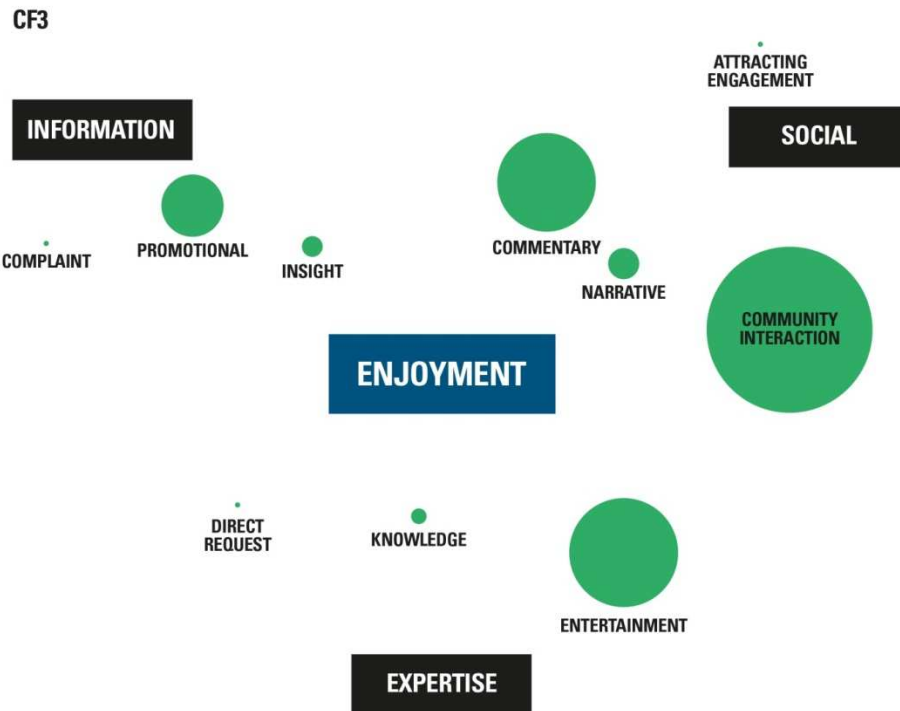 CF3
ATTRACTING
ENGAGEMENT
INFORMATION
SOCIAL
COMPLAINT
PROMOTIONAL
INSIGHT
COMMENTARY
NARRATIVE
COMMUNITY
INTERACTION
ENJOYMENT
DIRECT
REQUEST
KNOWLEDGE
ENTERTAINMENT
EXPERTISE